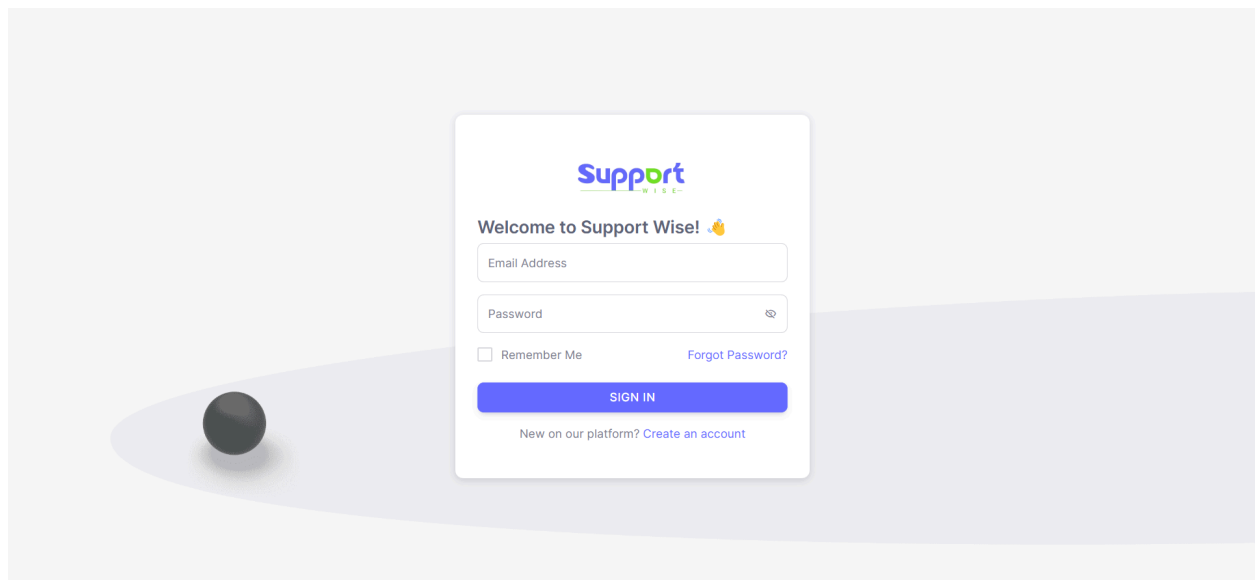 Support
WISE
Welcome to Support Wise! 👋
Email Address
Password
Remember Me
Forgot Password?
SIGN IN
New on our platform? Create an account